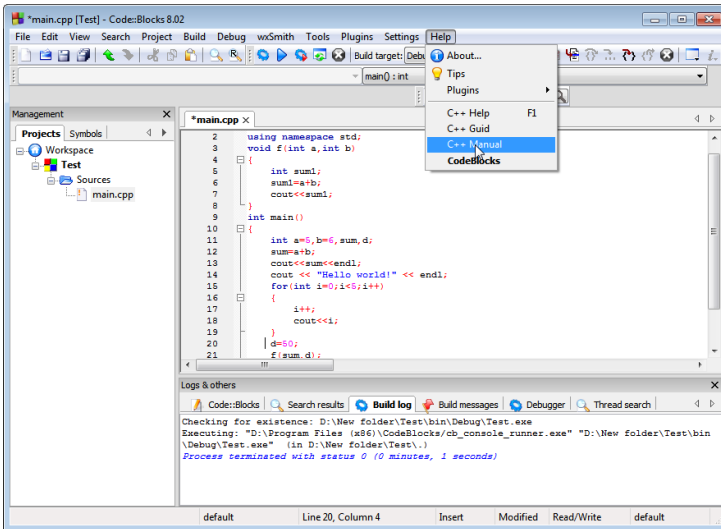 *main.cpp [Test] - Code::Blocks 8.02
File Edit View Search Project Build Debug wxSmith Tools Plugins Settings Help
Build target:
main() : int
About...
Tips
Plugins
C++ Help F1
C++ Guid
C++ Manual
CodeBlocks
Management
Projects Symbols
Workspace
Test
Sources
main.cpp
*main.cpp
2 using namespace std;
3 void f(int a,int b)
4 {
5 int sum1;
6 sum1=a+b;
7 cout<<sum1;
8 }
9 int main()
10 {
11 int a=5,b=6,sum,d;
12 sum=a+b;
13 cout<<sum<<endl;
14 cout << "Hello world!" << endl;
15 for(int i=0;i<5;i++)
16 {
17 i++;
18 cout<<i;
19 }
20 d=50;
21 f(sum,d);
Logs & others
Code::Blocks Search results Build log Build messages Debugger Thread search
Checking for existence: D:\New folder\Test\bin\Debug\Test.exe
Executing: "D:\Program Files (x86)\CodeBlocks/cb_console_runner.exe" "D:\New folder\Test\bin
\Debug\Test.exe" (in D:\New folder\Test\.)
Process terminated with status 0 (0 minutes, 1 seconds)
default Line 20, Column 4 Insert Modified Read/Write default